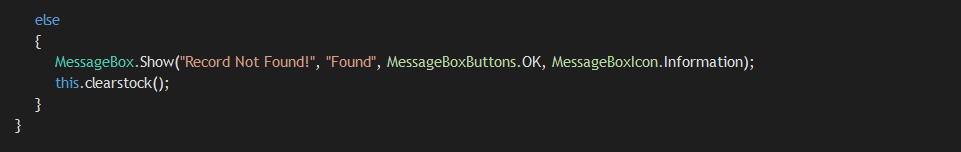 else
{
MessageBox.Show("Record Not Found!", "Found", MessageBoxButtons.OK, MessageBoxIcon.Information);
this.clearstock();
}
}